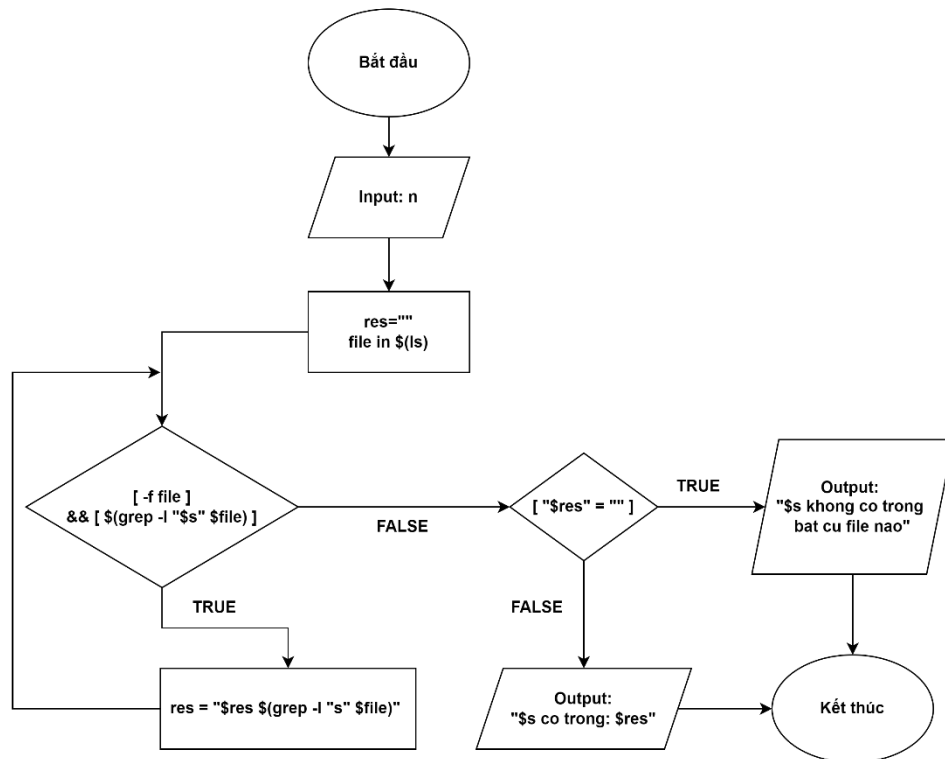 Bắt đầu
Input: n
res=""
file in $(ls)
[ -f file ]
&& [ $(grep -l "$s" $file) ]
FALSE
TRUE
res = "$res $(grep -l "s" $file)"
[ "$res" = "" ]
TRUE
FALSE
Output:
"$s khong co trong
bat cu file nao"
Output:
"$s co trong: $res"
Kết thúc